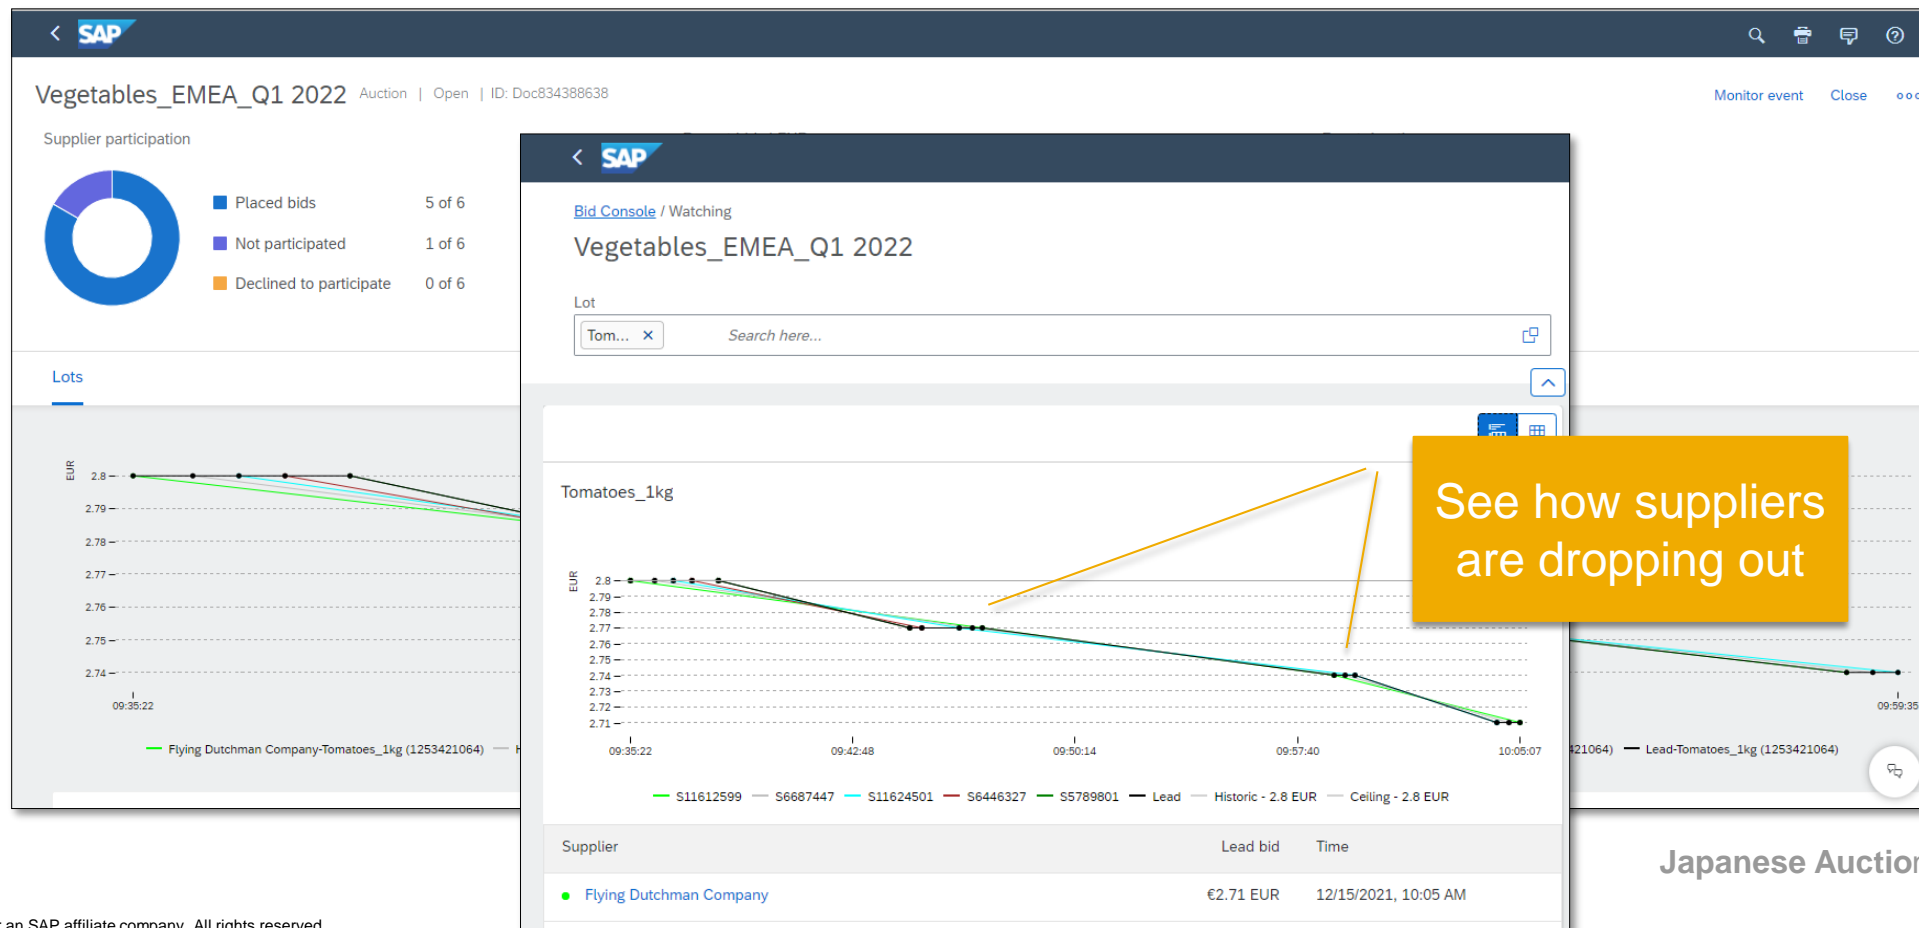 SAP
Vegetables_EMEA_Q1 2022 Auction | Open | ID: Doc834388638
Monitor event Close
Supplier participation
Placed bids 5 of 6
Not participated 1 of 6
Declined to participate 0 of 6
Lots
EUR
2.8
2.79
2.78
2.77
2.76
2.75
2.74
09:35:22
Flying Dutchman Company-Tomatoes_1kg (1253421064)
SAP
Bid Console / Watching
Vegetables_EMEA_Q1 2022
Lot
Tom... Search here...
Tomatoes_1kg
EUR
2.8
2.79
2.78
2.77
2.76
2.75
2.74
2.73
2.72
2.71
09:35:22 09:42:48 09:50:14 09:57:40 10:05:07
S11612599 S6687447 S11624501 S6446327 S5789801 Lead Historic - 2.8 EUR Ceiling - 2.8 EUR
Supplier Lead bid Time
Flying Dutchman Company €2.71 EUR 12/15/2021, 10:05 AM
See how suppliers
are dropping out
09:59:35
421064) Lead-Tomatoes_1kg (1253421064)
Japanese Auction
an SAP affiliate company. All rights reserved.